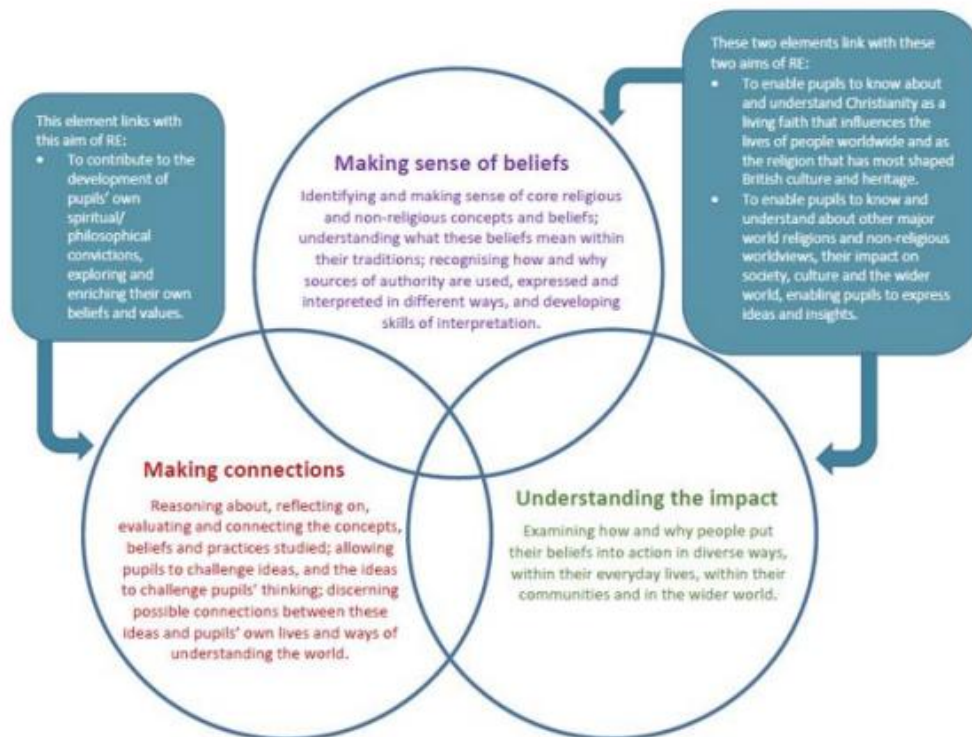 This element links with
this aim of RE:
• To contribute to the
development of
pupils' own
spiritual/
philosophical
convictions,
exploring and
enriching their own
beliefs and values.
These two elements link with these
two aims of RE:
• To enable pupils to know about
and understand Christianity as a
living faith that influences the
lives of people worldwide and as
the religion that has most shaped
British culture and heritage.
• To enable pupils to know and
understand about other major
world religions and non-religious
worldviews, their impact on
society, culture and the wider
world, enabling pupils to express
ideas and insights.
Making sense of beliefs
Identifying and making sense of core religious
and non-religious concepts and beliefs;
understanding what these beliefs mean within
their traditions; recognising how and why
sources of authority are used, expressed and
interpreted in different ways, and developing
skills of interpretation.
Making connections
Reasoning about, reflecting on,
evaluating and connecting the concepts,
beliefs and practices studied; allowing
pupils to challenge ideas, and the ideas
to challenge pupils' thinking; discerning
possible connections between these
ideas and pupils' own lives and ways of
understanding the world.
Understanding the impact
Examining how and why people put
their beliefs into action in diverse ways,
within their everyday lives, within their
communities and in the wider world.